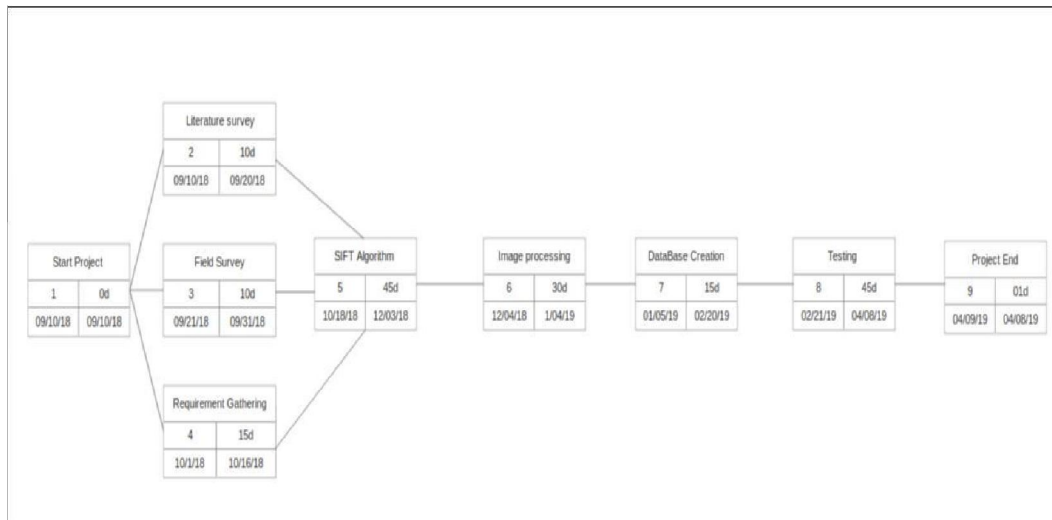 Literature survey
2 10d
09/10/18 09/20/18
Start Project
1 0d
09/10/18 09/10/18
Field Survey
3 10d
09/21/18 09/31/18
Requirement Gathering
4 15d
10/1/18 10/16/18
SIFT Algorithm
5 45d
10/18/18 12/03/18
Image processing
6 30d
12/04/18 1/04/19
DataBase Creation
7 15d
01/05/19 02/20/19
Testing
8 45d
02/21/19 04/08/19
Project End
9 01d
04/09/19 04/08/19